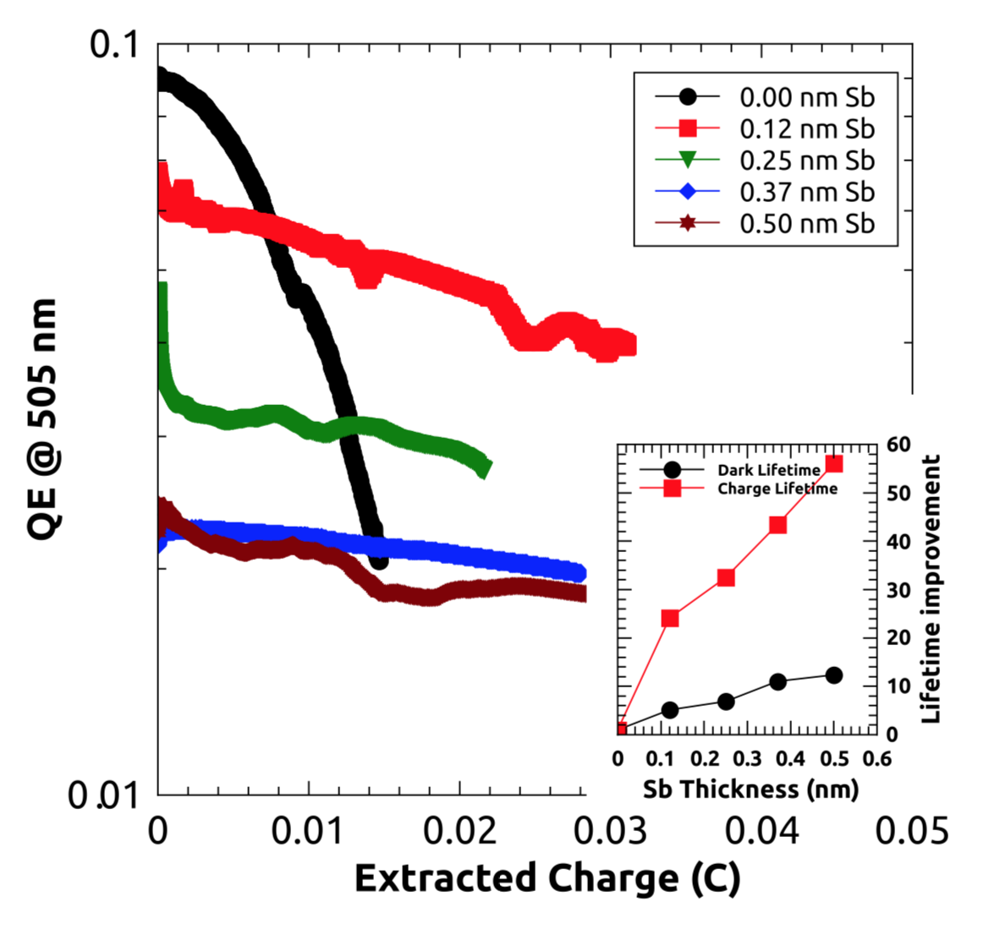 0.1
0.00 nm Sb
0.12 nm Sb
0.25 nm Sb
0.37 nm Sb
0.50 nm Sb
QE @ 505 nm
0.01
0
0.01
0.02
0.03
0.04
0.05
Extracted Charge (C)
Dark Lifetime
Charge Lifetime
60
50
40
30
20
10
0
Lifetime improvement
0
0.1
0.2
0.3
0.4
0.5
0.6
Sb Thickness (nm)